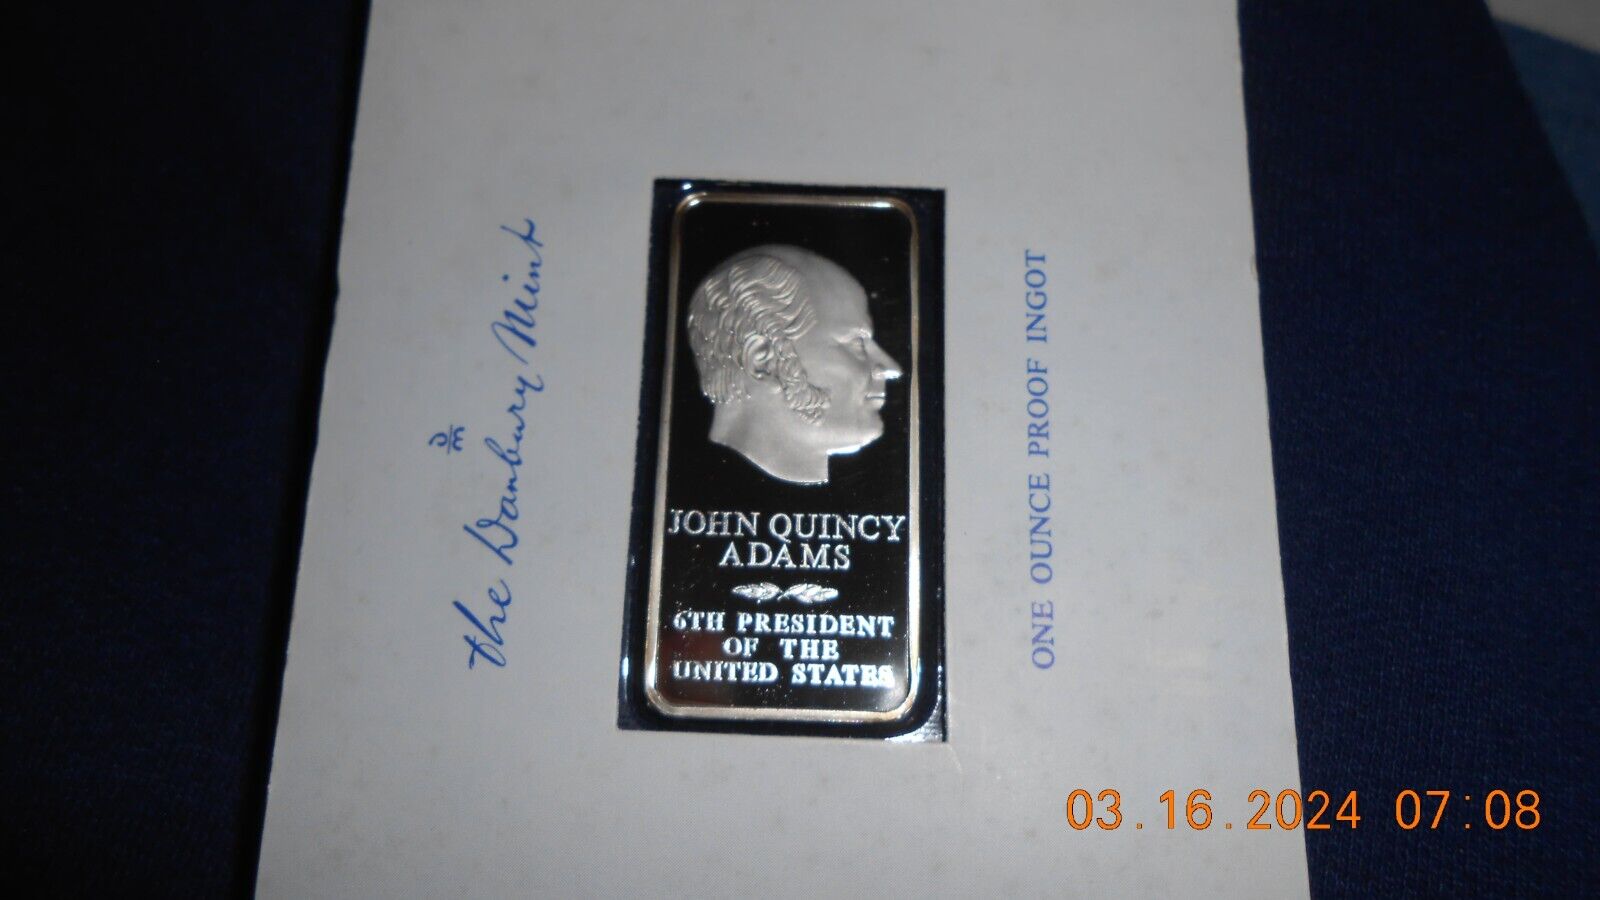 The Danbury Mint
DM
JOHN QUINCY
ADAMS
6TH PRESIDENT
OF THE
UNITED STATES
ONE OUNCE PROOF INGOT
03.16.2024 07:08